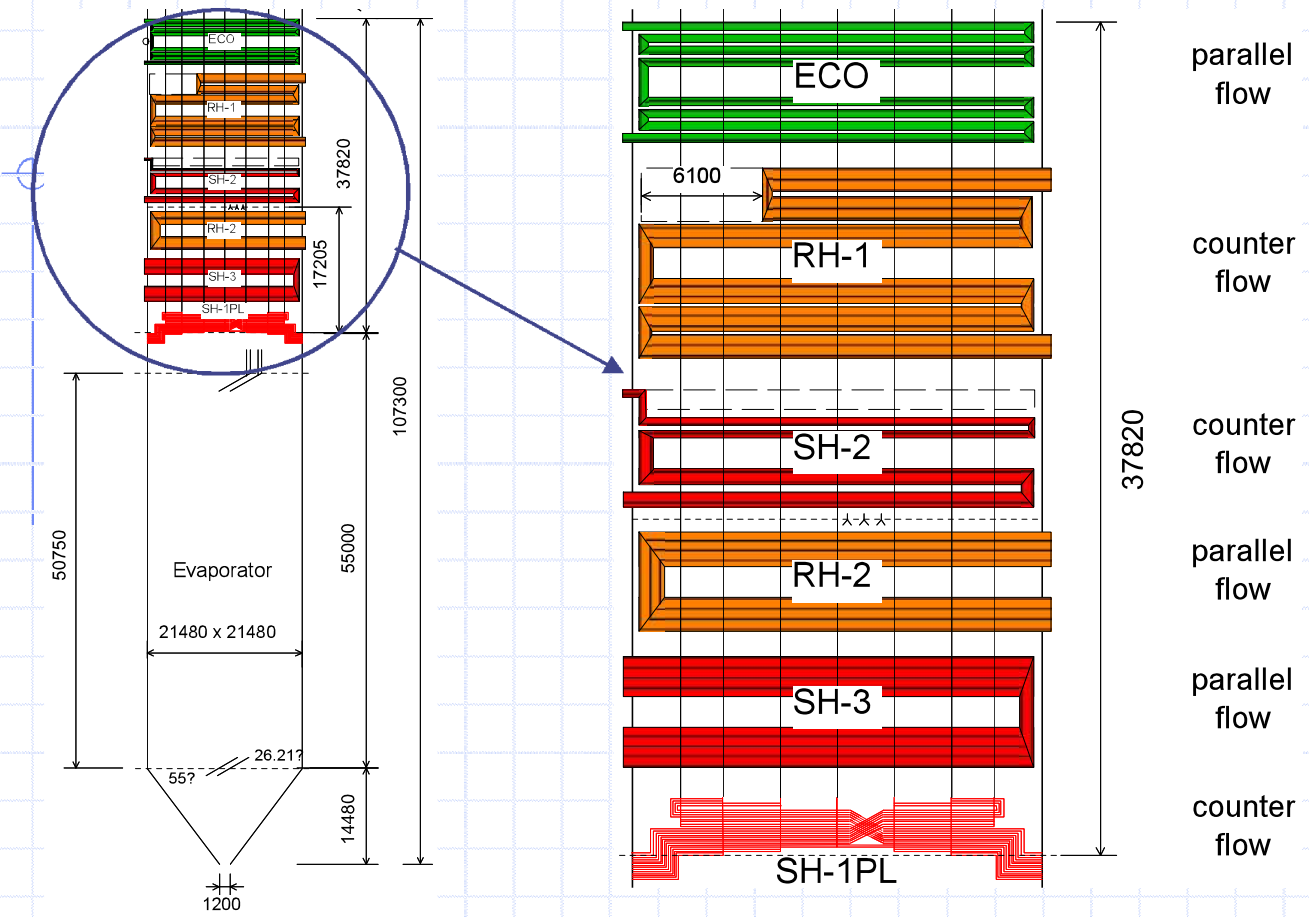 ECO
RH-1
SH-2
RH-2
SH-3
SH-1PL
37820
17205
107300
50750
55000
Evaporator
21480 x 21480
26.21?
55?
14480
1200
ECO
6100
RH-1
SH-2
RH-2
SH-3
SH-1PL
37820
parallel
flow
counter
flow
counter
flow
parallel
flow
parallel
flow
counter
flow